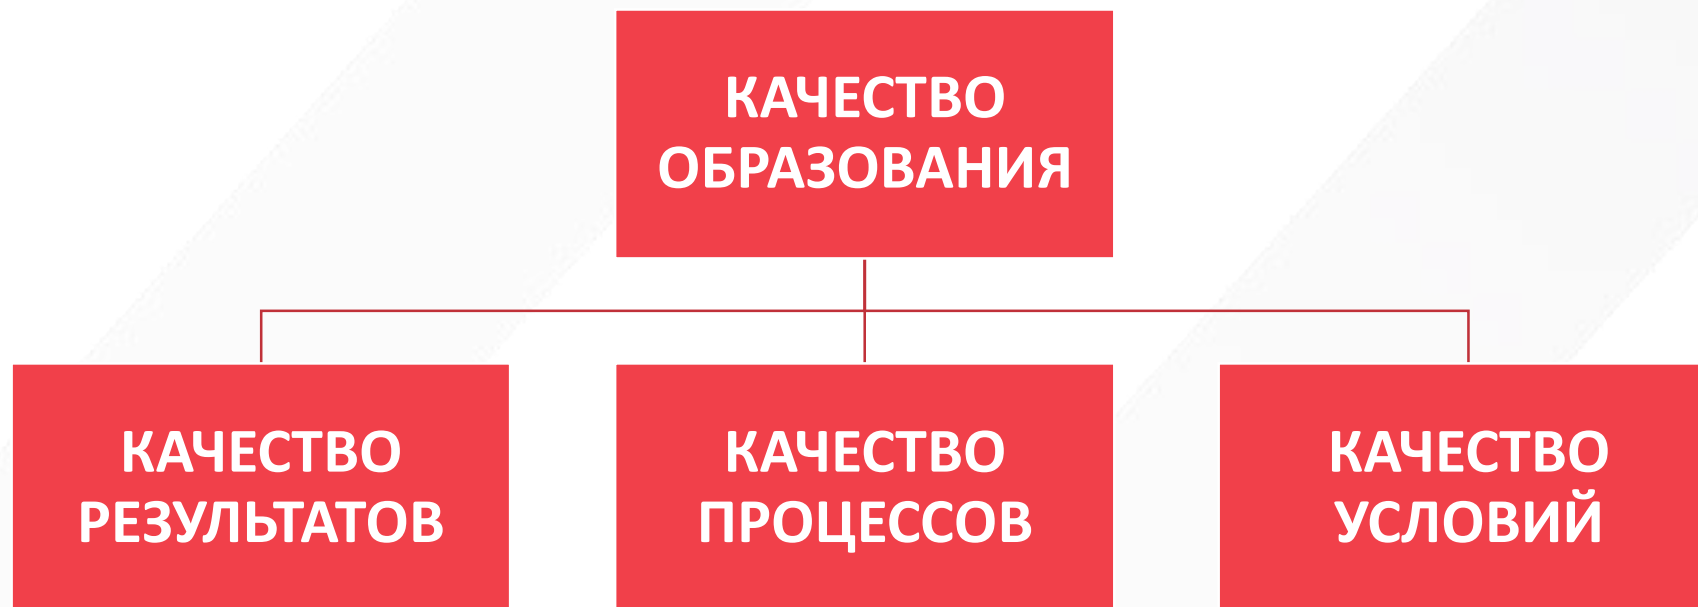 КАЧЕСТВО
ОБРАЗОВАНИЯ
КАЧЕСТВО
РЕЗУЛЬТАТОВ
КАЧЕСТВО
ПРОЦЕССОВ
КАЧЕСТВО
УСЛОВИЙ